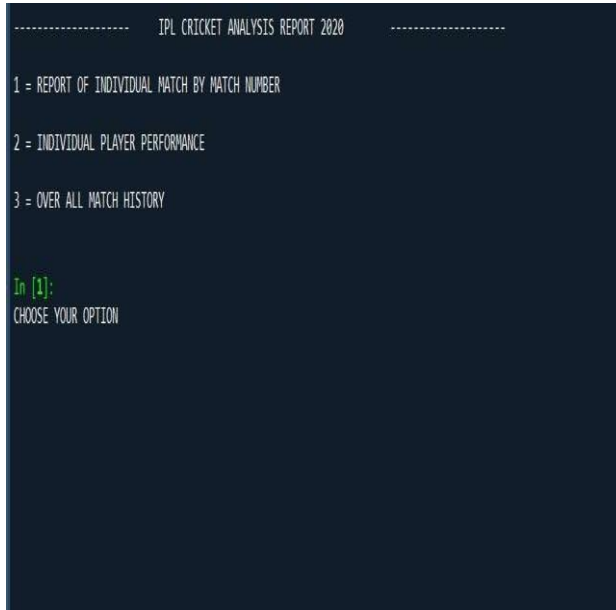 -------------------- IPL CRICKET ANALYSIS REPORT 2020 --------------------
1 = REPORT OF INDIVIDUAL MATCH BY MATCH NUMBER
2 = INDIVIDUAL PLAYER PERFORMANCE
3 = OVER ALL MATCH HISTORY
In [1]:
CHOOSE YOUR OPTION